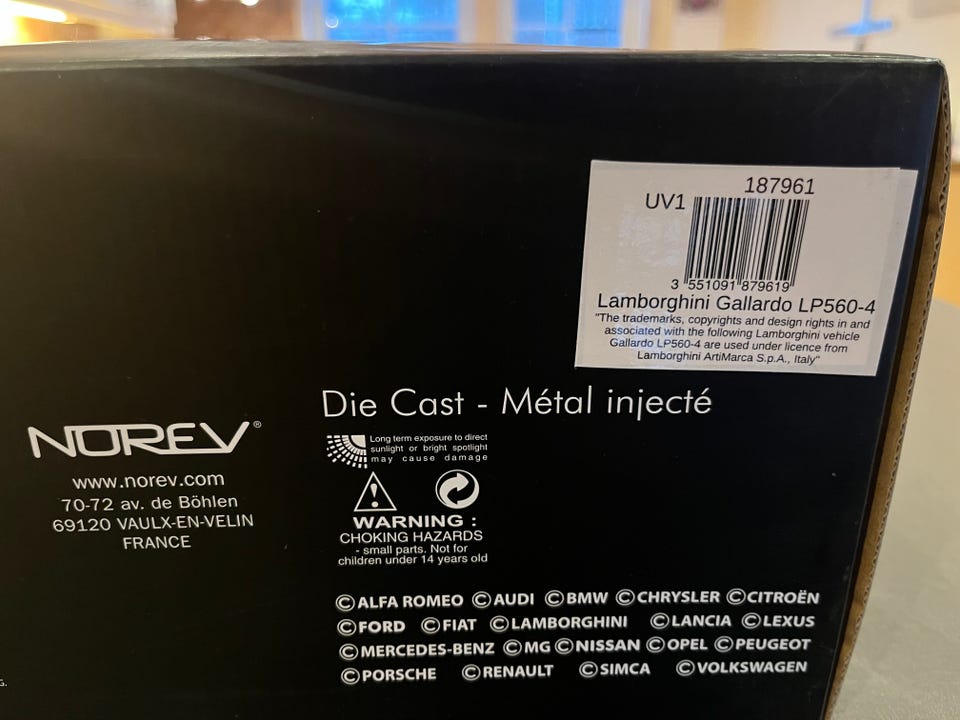 187961
UV1
3 551091 879619
Lamborghini Gallardo LP560-4
"The trademarks, copyrights and design rights in and
associated with the following Lamborghini vehicle
Gallardo LP560-4 are used under licence from
Lamborghini ArtiMarca S.p.A., Italy"
Die Cast - Métal injecté
NOREV®
www.norev.com
70-72 av. de Böhlen
69120 VAULX-EN-VELIN
FRANCE
Long term exposure to direct
sunlight or bright spotlight
may cause damage
WARNING :
CHOKING HAZARDS
- small parts. Not for
children under 14 years old
©ALFA ROMEO ©AUDI ©BMW ©CHRYSLER ©CITROËN
©FORD ©FIAT ©LAMBORGHINI ©LANCIA ©LEXUS
©MERCEDES-BENZ ©MG ©NISSAN ©OPEL ©PEUGEOT
©PORSCHE ©RENAULT ©SIMCA ©VOLKSWAGEN
G.